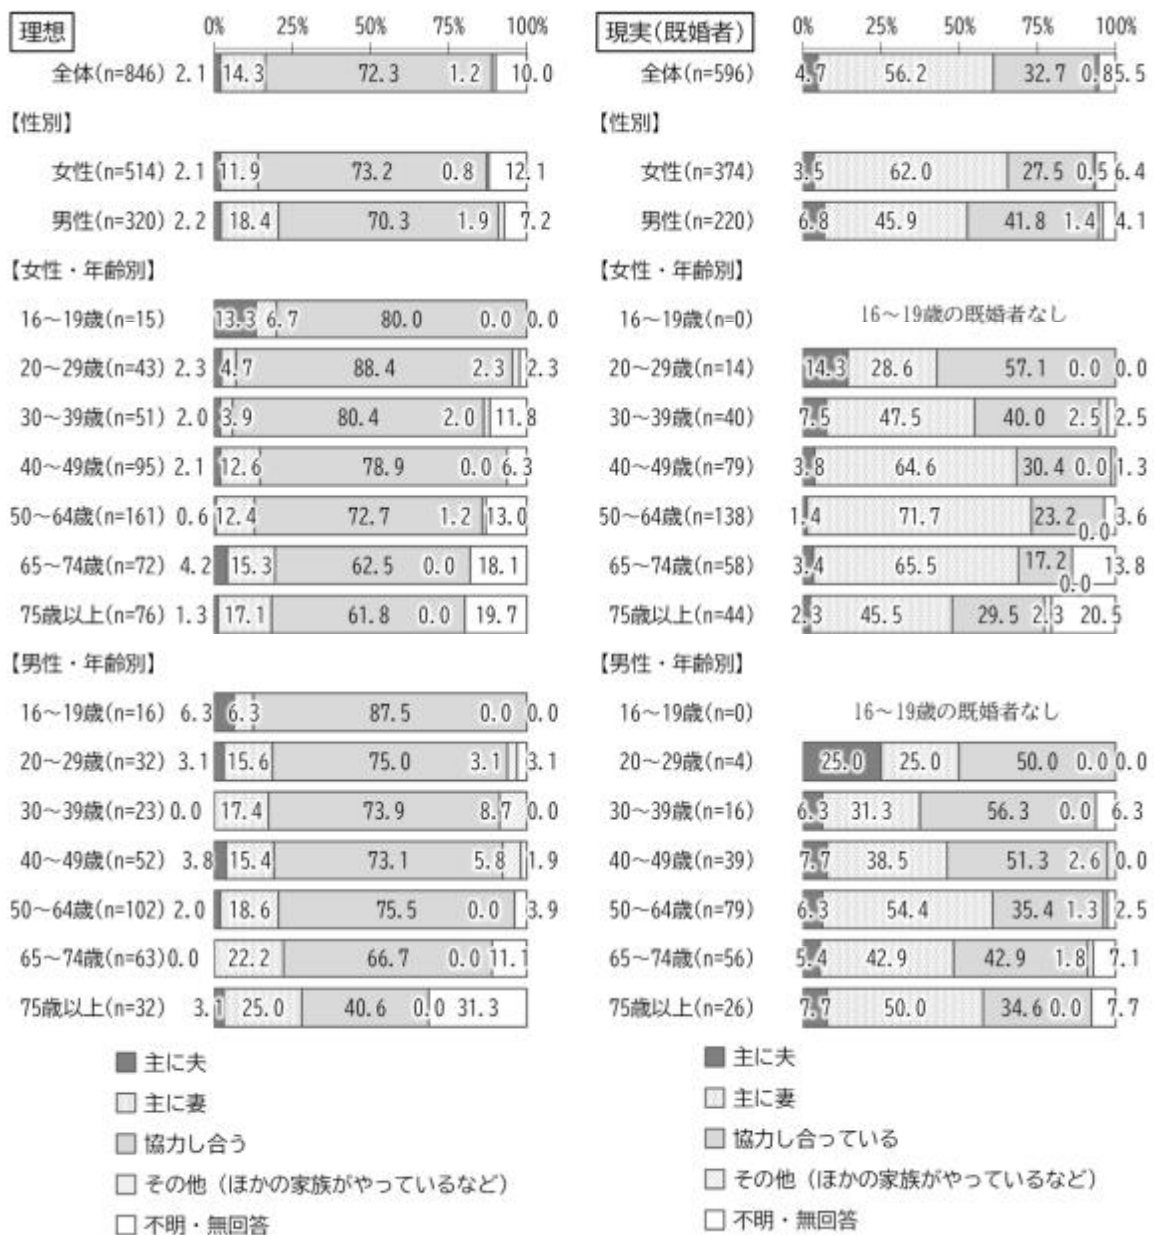 理想
0% 25% 50% 75% 100%
全体(n=846) 2.1 14.3 72.3 1.2 10.0
【性別】
女性(n=514) 2.1 11.9 73.2 0.8 12.1
男性(n=320) 2.2 18.4 70.3 1.9 7.2
【女性・年齢別】
16～19歳(n=15) 13.3 6.7 80.0 0.0 0.0
20～29歳(n=43) 2.3 4.7 88.4 2.3 2.3
30～39歳(n=51) 2.0 3.9 80.4 2.0 11.8
40～49歳(n=95) 2.1 12.6 78.9 0.0 6.3
50～64歳(n=161) 0.6 12.4 72.7 1.2 13.0
65～74歳(n=72) 4.2 15.3 62.5 0.0 18.1
75歳以上(n=76) 1.3 17.1 61.8 0.0 19.7
【男性・年齢別】
16～19歳(n=16) 6.3 6.3 87.5 0.0 0.0
20～29歳(n=32) 3.1 15.6 75.0 3.1 3.1
30～39歳(n=23) 0.0 17.4 73.9 8.7 0.0
40～49歳(n=52) 3.8 15.4 73.1 5.8 1.9
50～64歳(n=102) 2.0 18.6 75.5 0.0 3.9
65～74歳(n=63) 0.0 22.2 66.7 0.0 11.1
75歳以上(n=32) 3.1 25.0 40.6 0.0 31.3
主に夫
主に妻
協力し合う
その他（ほかの家族がやっているなど）
不明・無回答
現実(既婚者)
0% 25% 50% 75% 100%
全体(n=596) 4.7 56.2 32.7 0.8 5.5
【性別】
女性(n=374) 3.5 62.0 27.5 0.5 6.4
男性(n=220) 6.8 45.9 41.8 1.4 4.1
【女性・年齢別】
16～19歳(n=0) 16～19歳の既婚者なし
20～29歳(n=14) 14.3 28.6 57.1 0.0 0.0
30～39歳(n=40) 7.5 47.5 40.0 2.5 2.5
40～49歳(n=79) 3.8 64.6 30.4 0.0 1.3
50～64歳(n=138) 1.4 71.7 23.2 0.0 3.6
65～74歳(n=58) 3.4 65.5 17.2 0.0 13.8
75歳以上(n=44) 2.3 45.5 29.5 2.3 20.5
【男性・年齢別】
16～19歳(n=0) 16～19歳の既婚者なし
20～29歳(n=4) 25.0 25.0 50.0 0.0 0.0
30～39歳(n=16) 6.3 31.3 56.3 0.0 6.3
40～49歳(n=39) 7.7 38.5 51.3 2.6 0.0
50～64歳(n=79) 6.3 54.4 35.4 1.3 2.5
65～74歳(n=56) 5.4 42.9 42.9 1.8 7.1
75歳以上(n=26) 7.7 50.0 34.6 0.0 7.7
主に夫
主に妻
協力し合っている
その他（ほかの家族がやっているなど）
不明・無回答